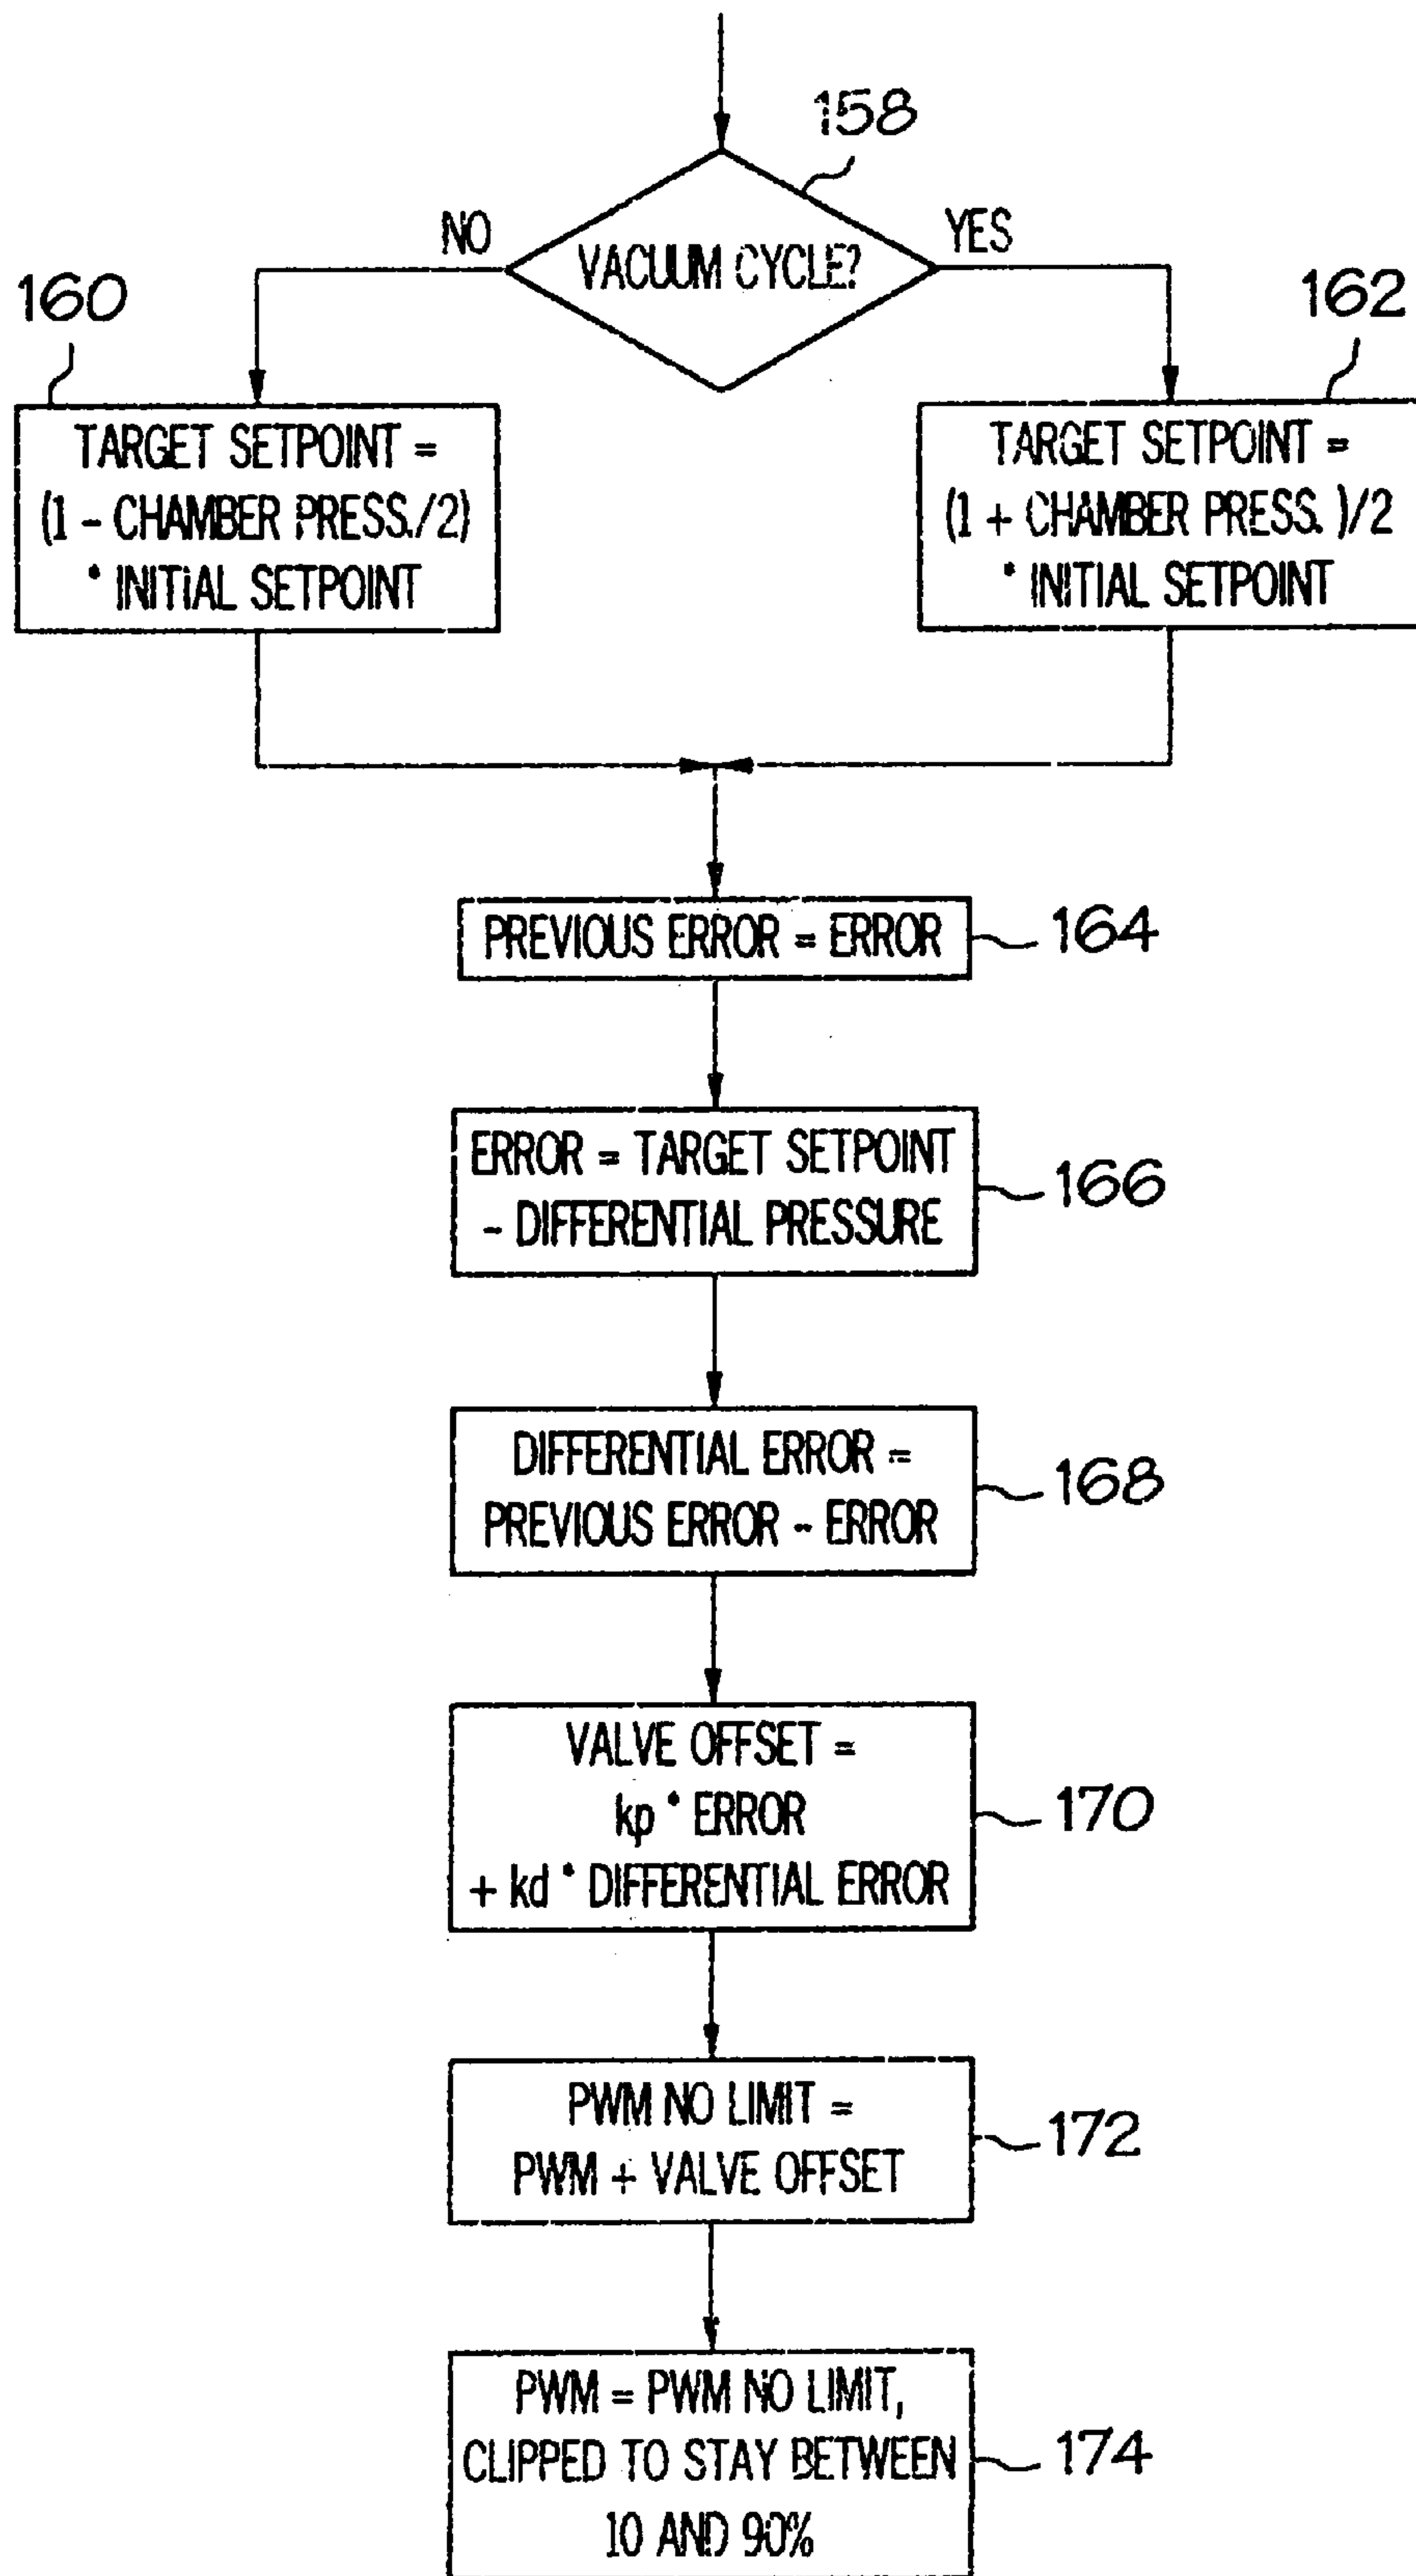 158
NO
VACUUM CYCLE?
YES
160
162
TARGET SETPOINT =
(1 - CHAMBER PRESS./2)
* INITIAL SETPOINT
TARGET SETPOINT =
(1 + CHAMBER PRESS. )/2
* INITIAL SETPOINT
PREVIOUS ERROR = ERROR
164
ERROR = TARGET SETPOINT
- DIFFERENTIAL PRESSURE
166
DIFFERENTIAL ERROR =
PREVIOUS ERROR - ERROR
168
VALVE OFFSET =
kp * ERROR
+ kd * DIFFERENTIAL ERROR
170
PWM NO LIMIT =
PWM + VALVE OFFSET
172
PWM = PWM NO LIMIT,
CLIPPED TO STAY BETWEEN
10 AND 90%
174